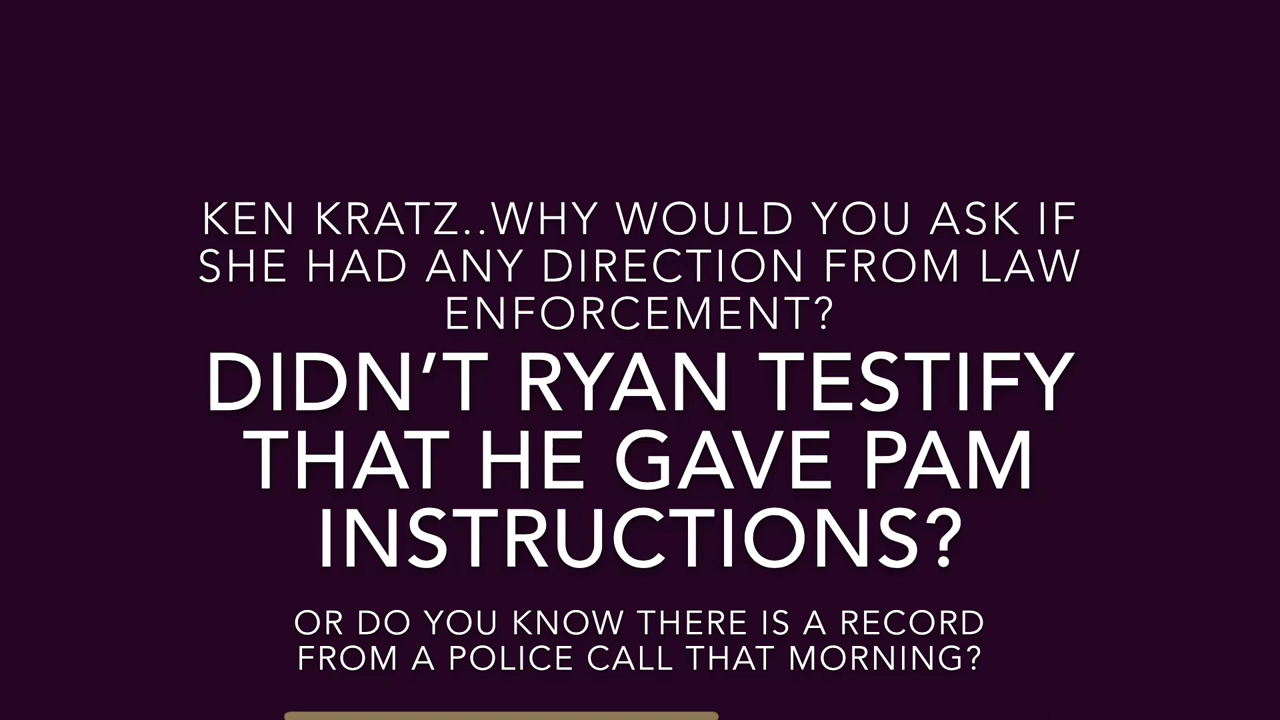 KEN KRATZ..WHY WOULD YOU ASK IF
SHE HAD ANY DIRECTION FROM LAW
ENFORCEMENT?
DIDN’T RYAN TESTIFY
THAT HE GAVE PAM
INSTRUCTIONS?
OR DO YOU KNOW THERE IS A RECORD
FROM A POLICE CALL THAT MORNING?